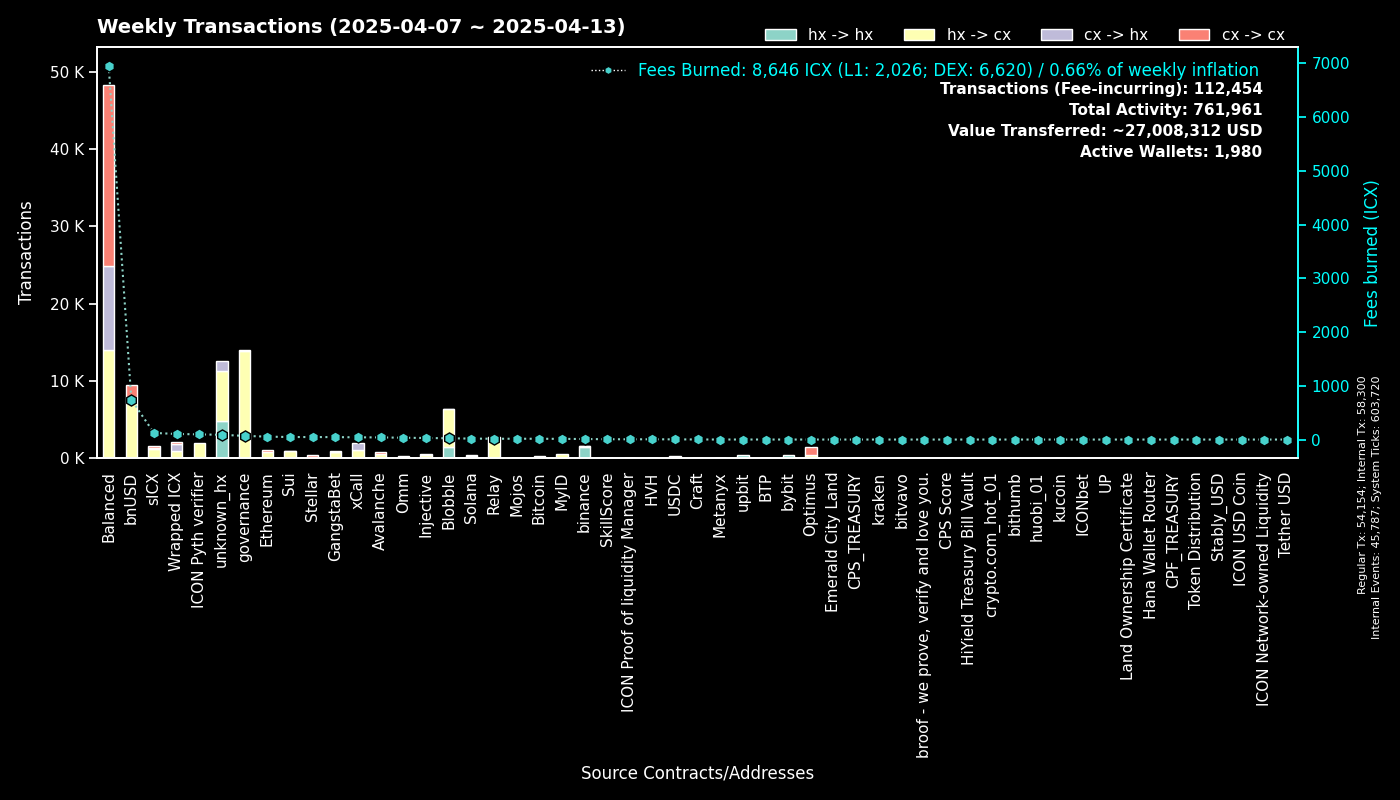 Weekly Transactions (2025-04-07 ~ 2025-04-13)
hx -> hx
hx -> cx
cx -> hx
cx -> cx
Fees Burned: 8,646 ICX (L1: 2,026; DEX: 6,620) / 0.66% of weekly inflation
Transactions (Fee-incurring): 112,454
Total Activity: 761,961
Value Transferred: ~27,008,312 USD
Active Wallets: 1,980
Transactions
50 K
40 K
30 K
20 K
10 K
0 K
7000
6000
5000
4000
3000
2000
1000
0
Fees burned (ICX)
Regular Tx: 54,154; Internal Tx: 58,300
Internal Events: 45,787; System Ticks: 603,720
Balanced
bnUSD
sICX
Wrapped ICX
ICON Pyth verifier
unknown_hx
governance
Ethereum
Sui
Stellar
GangstaBet
xCall
Avalanche
Omm
Injective
Blobble
Solana
Relay
Mojos
Bitcoin
MyID
binance
SkillScore
ICON Proof of liquidity Manager
HVH
USDC
Craft
Metanyx
upbit
BTP
bybit
Optimus
Emerald City Land
CPS_TREASURY
kraken
bitvavo
broof - we prove, verify and love you.
CPS Score
HiYield Treasury Bill Vault
crypto.com_hot_01
bithumb
huobi_01
kucoin
ICONbet
UP
Land Ownership Certificate
Hana Wallet Router
CPF_TREASURY
Token Distribution
Stably_USD
ICON USD Coin
ICON Network-owned Liquidity
Tether USD
Source Contracts/Addresses